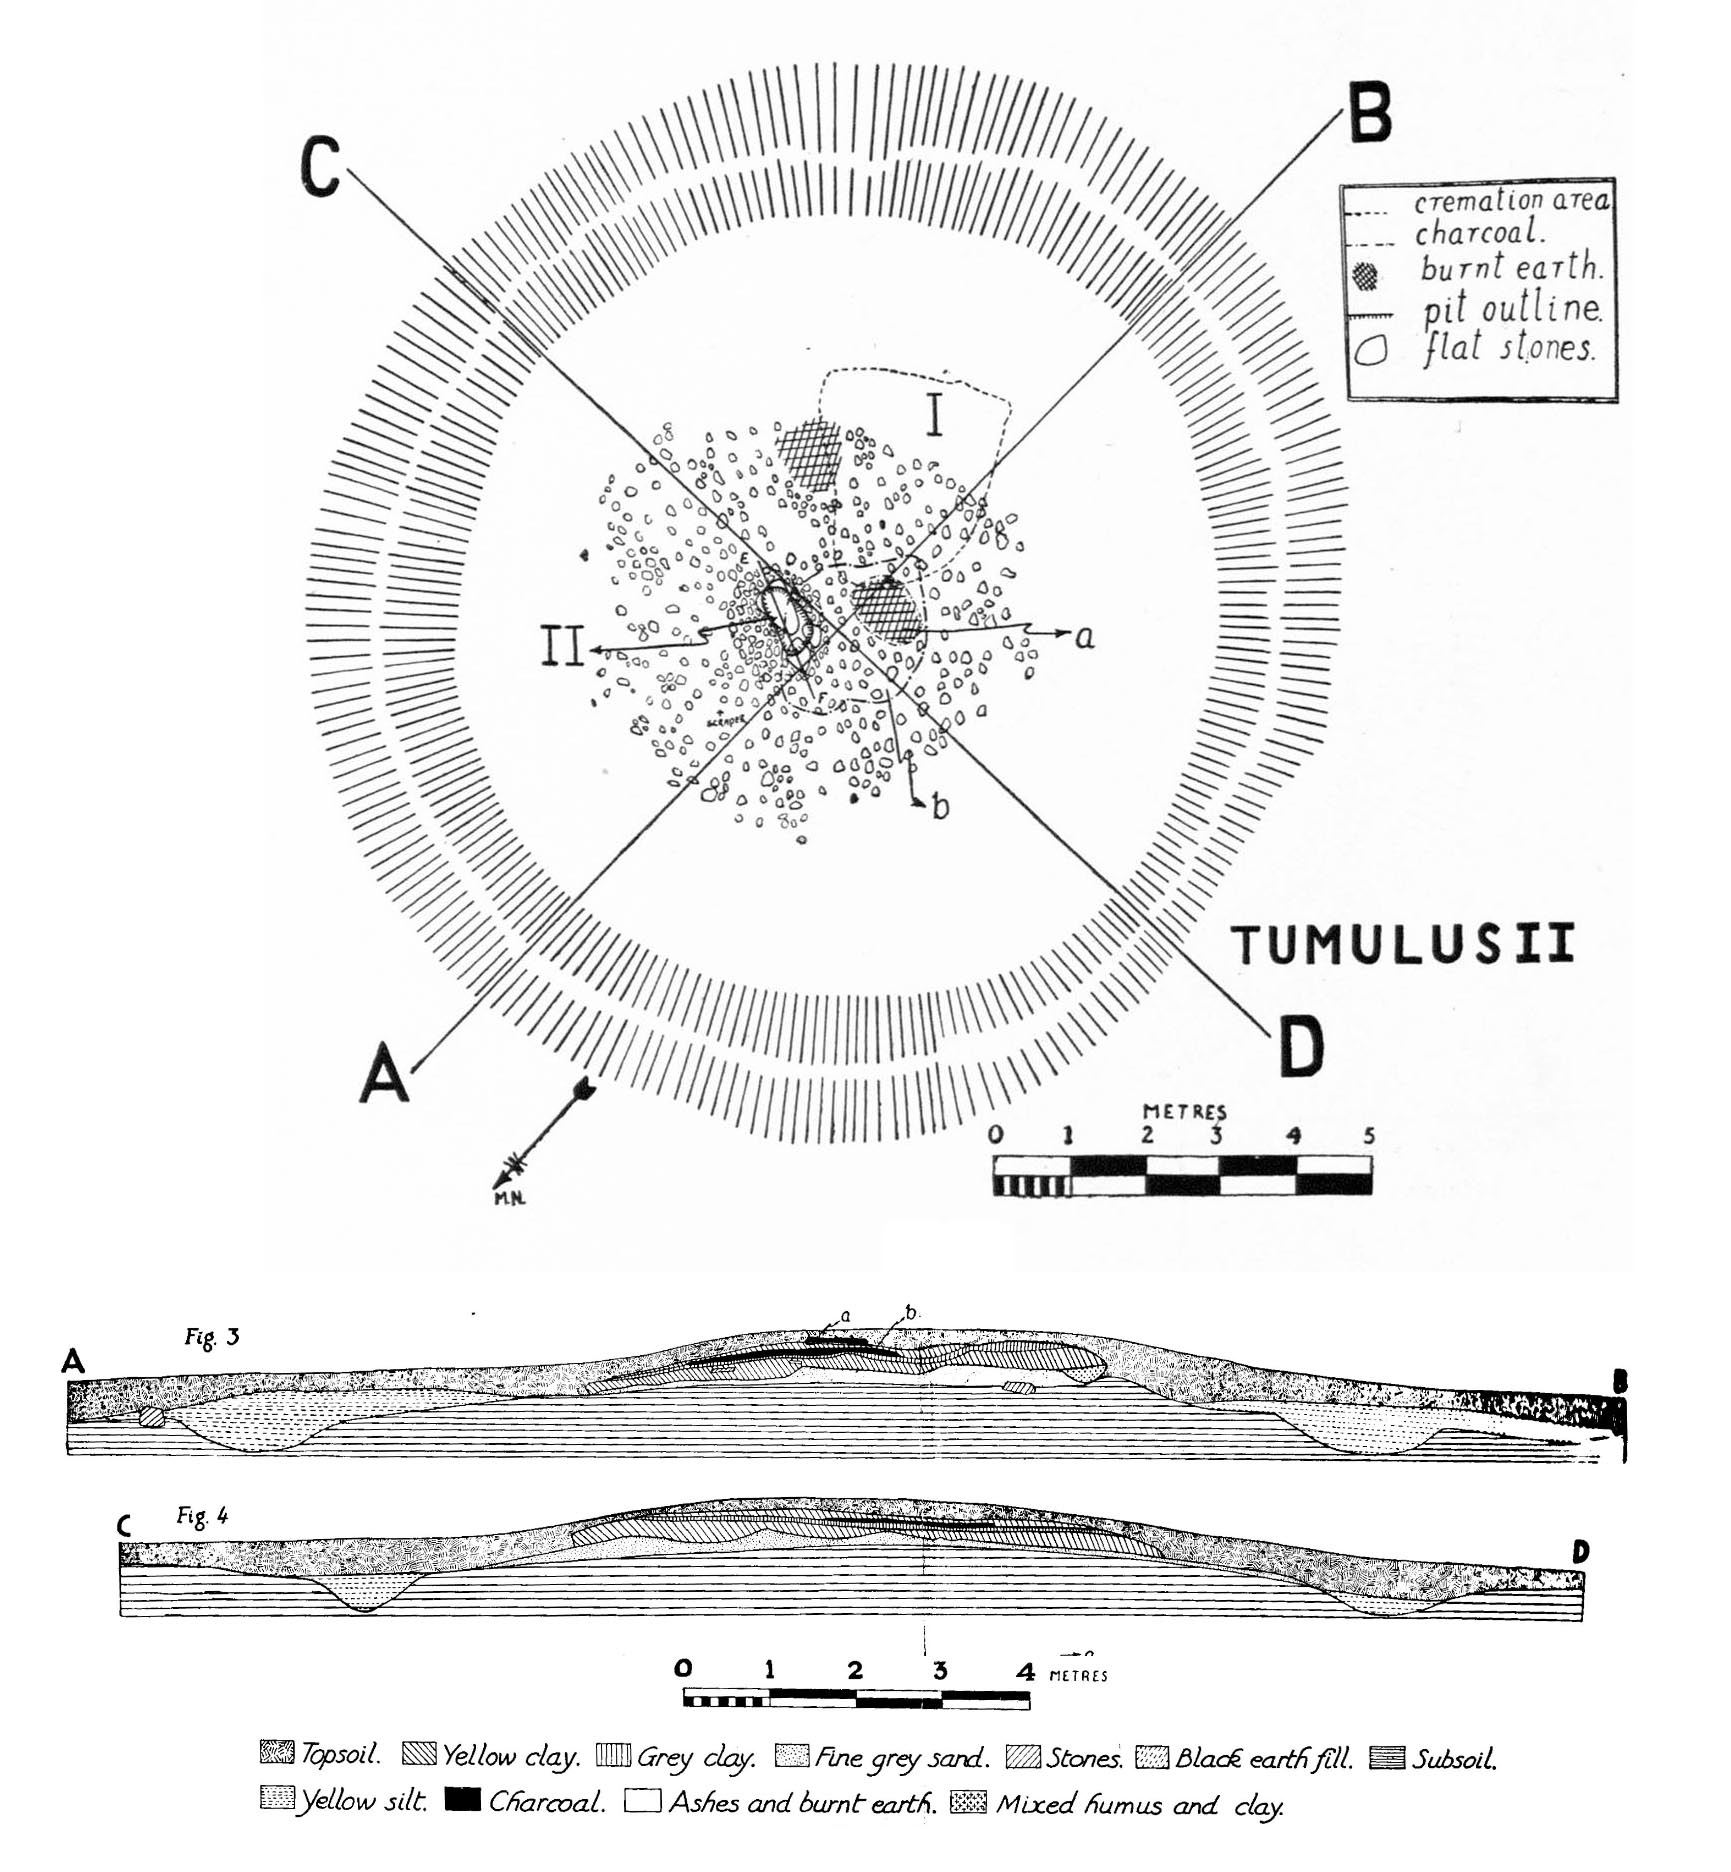 C
B
cremation area
charcoal.
burnt earth.
pit outline.
flat stones.
I
E
II
a
F
+
SCRAPER
b
TUMULUS II
A
D
M.N.
METRES
0 1 2 3 4 5
Fig. 3
A
a
b.
B
Fig. 4
C
D
0 1 2 3 4 METRES
Topsoil. Yellow clay. Grey clay. Fine grey sand. Stones. Black earth fill. Subsoil.
Yellow silt. Charcoal. Ashes and burnt earth. Mixed humus and clay.